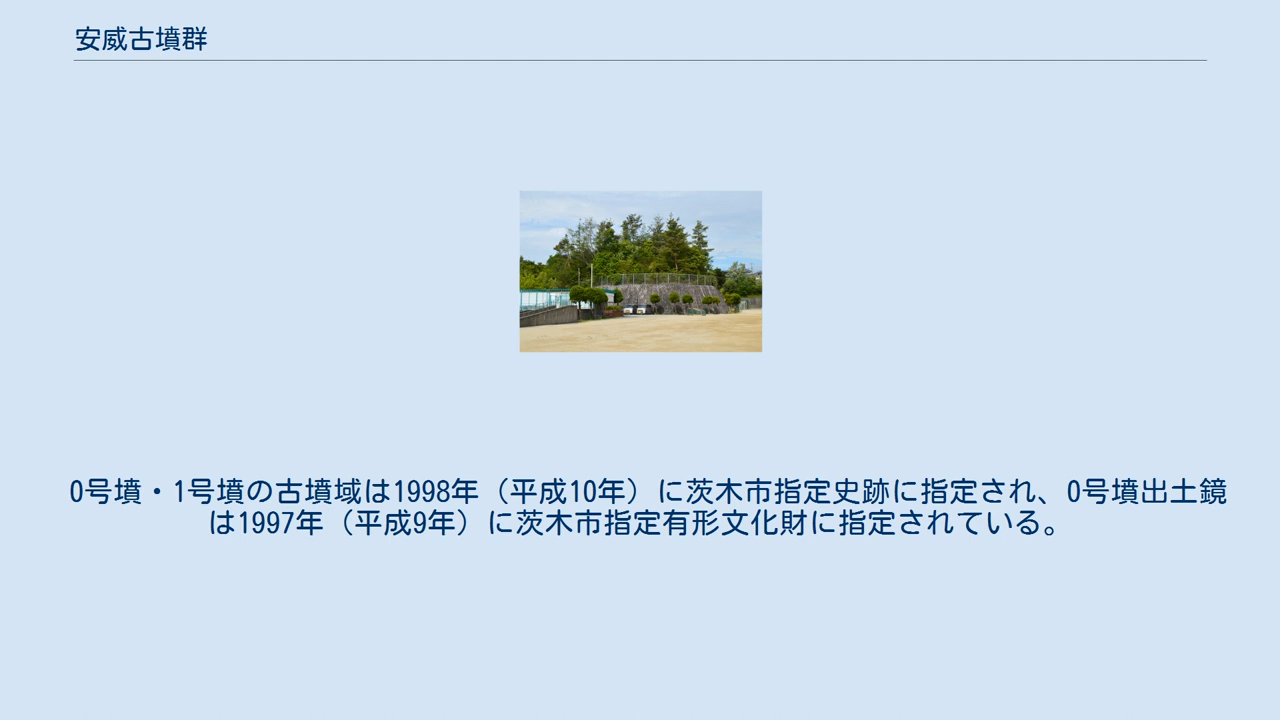 安威古墳群
0号墳・1号墳の古墳域は1998年（平成10年）に茨木市指定史跡に指定され、0号墳出土鏡
は1997年（平成9年）に茨木市指定有形文化財に指定されている。